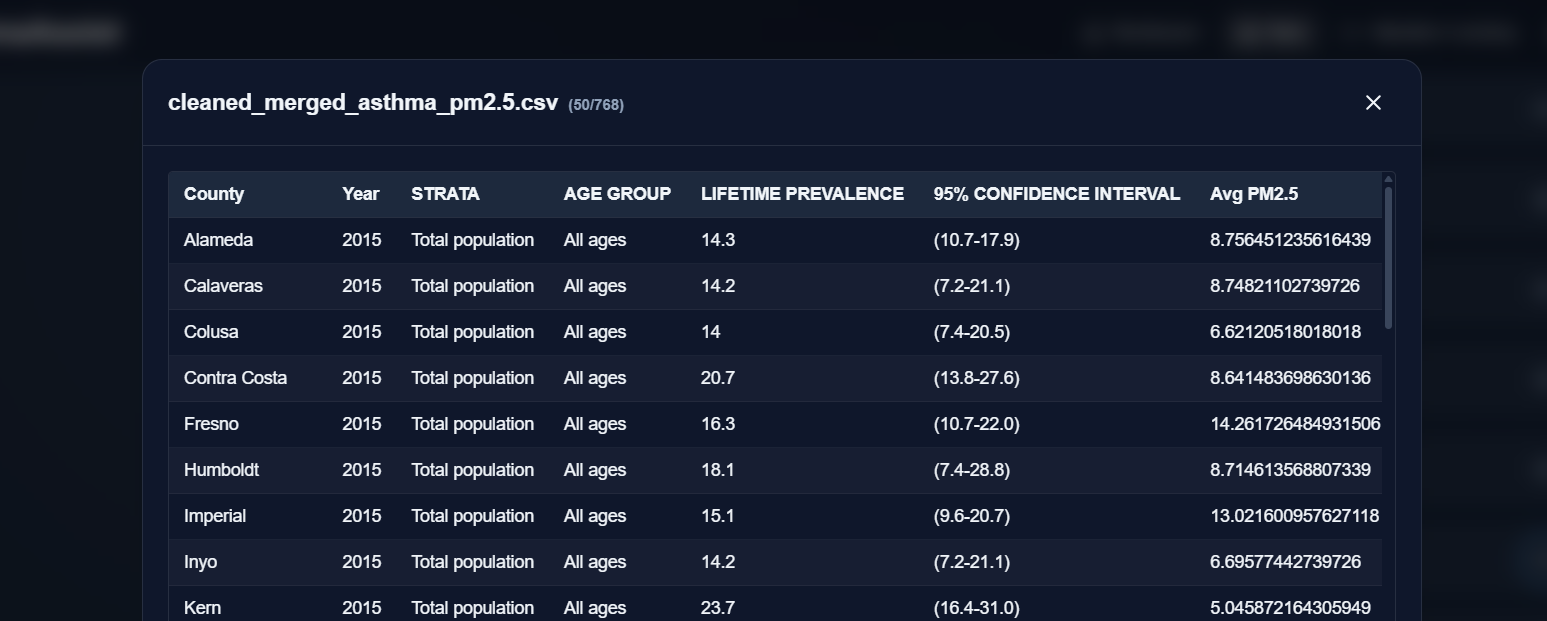 cleaned_merged_asthma_pm2.5.csv (50/768)
County Year STRATA AGE GROUP LIFETIME PREVALENCE 95% CONFIDENCE INTERVAL Avg PM2.5
Alameda 2015 Total population All ages 14.3 (10.7-17.9) 8.756451235616439
Calaveras 2015 Total population All ages 14.2 (7.2-21.1) 8.74821102739726
Colusa 2015 Total population All ages 14 (7.4-20.5) 6.62120518018018
Contra Costa 2015 Total population All ages 20.7 (13.8-27.6) 8.641483698630136
Fresno 2015 Total population All ages 16.3 (10.7-22.0) 14.261726484931506
Humboldt 2015 Total population All ages 18.1 (7.4-28.8) 8.714613568807339
Imperial 2015 Total population All ages 15.1 (9.6-20.7) 13.021600957627118
Inyo 2015 Total population All ages 14.2 (7.2-21.1) 6.69577442739726
Kern 2015 Total population All ages 23.7 (16.4-31.0) 5.045872164305949